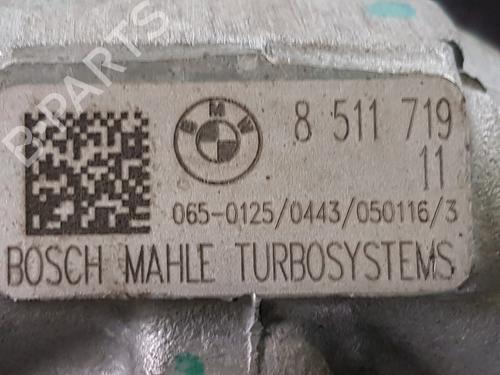 B-PARTS
BMW
8 511 719
11
065-0125/0443/050116/3
BOSCH MAHLE TURBOSYSTEMS